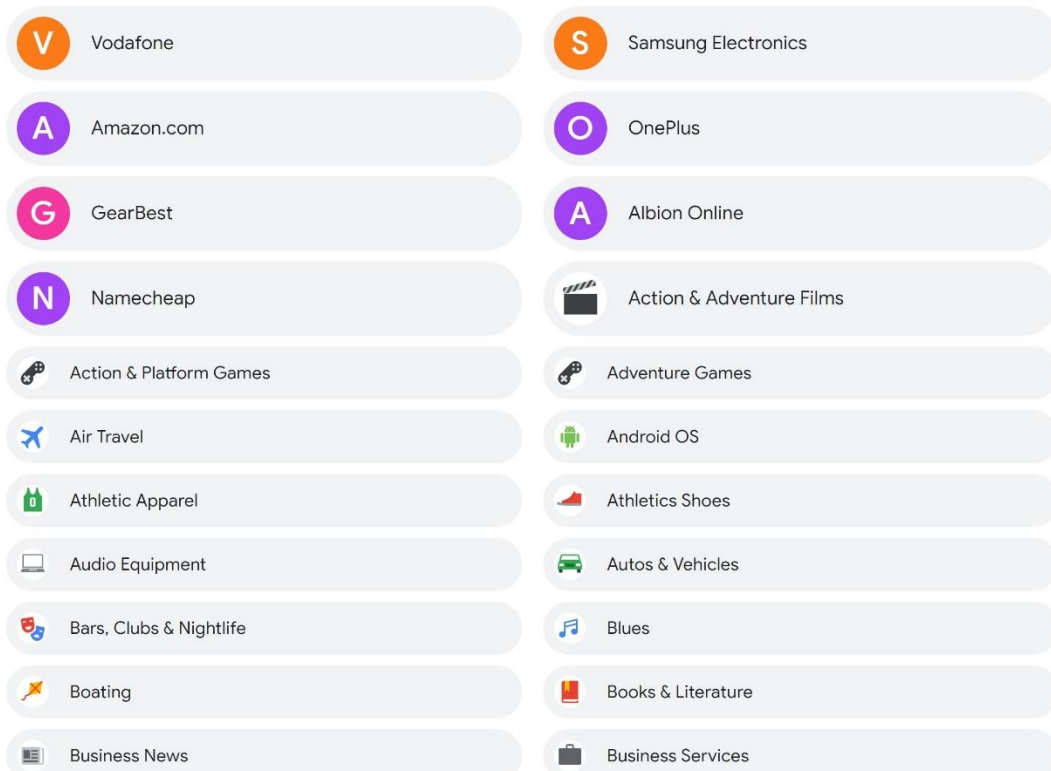 V Vodafone
S Samsung Electronics
A Amazon.com
O OnePlus
G GearBest
A Albion Online
N Namecheap
Action & Adventure Films
Action & Platform Games
Adventure Games
Air Travel
Android OS
0 Athletic Apparel
Athletics Shoes
Audio Equipment
Autos & Vehicles
Bars, Clubs & Nightlife
Blues
Boating
Books & Literature
Business News
Business Services